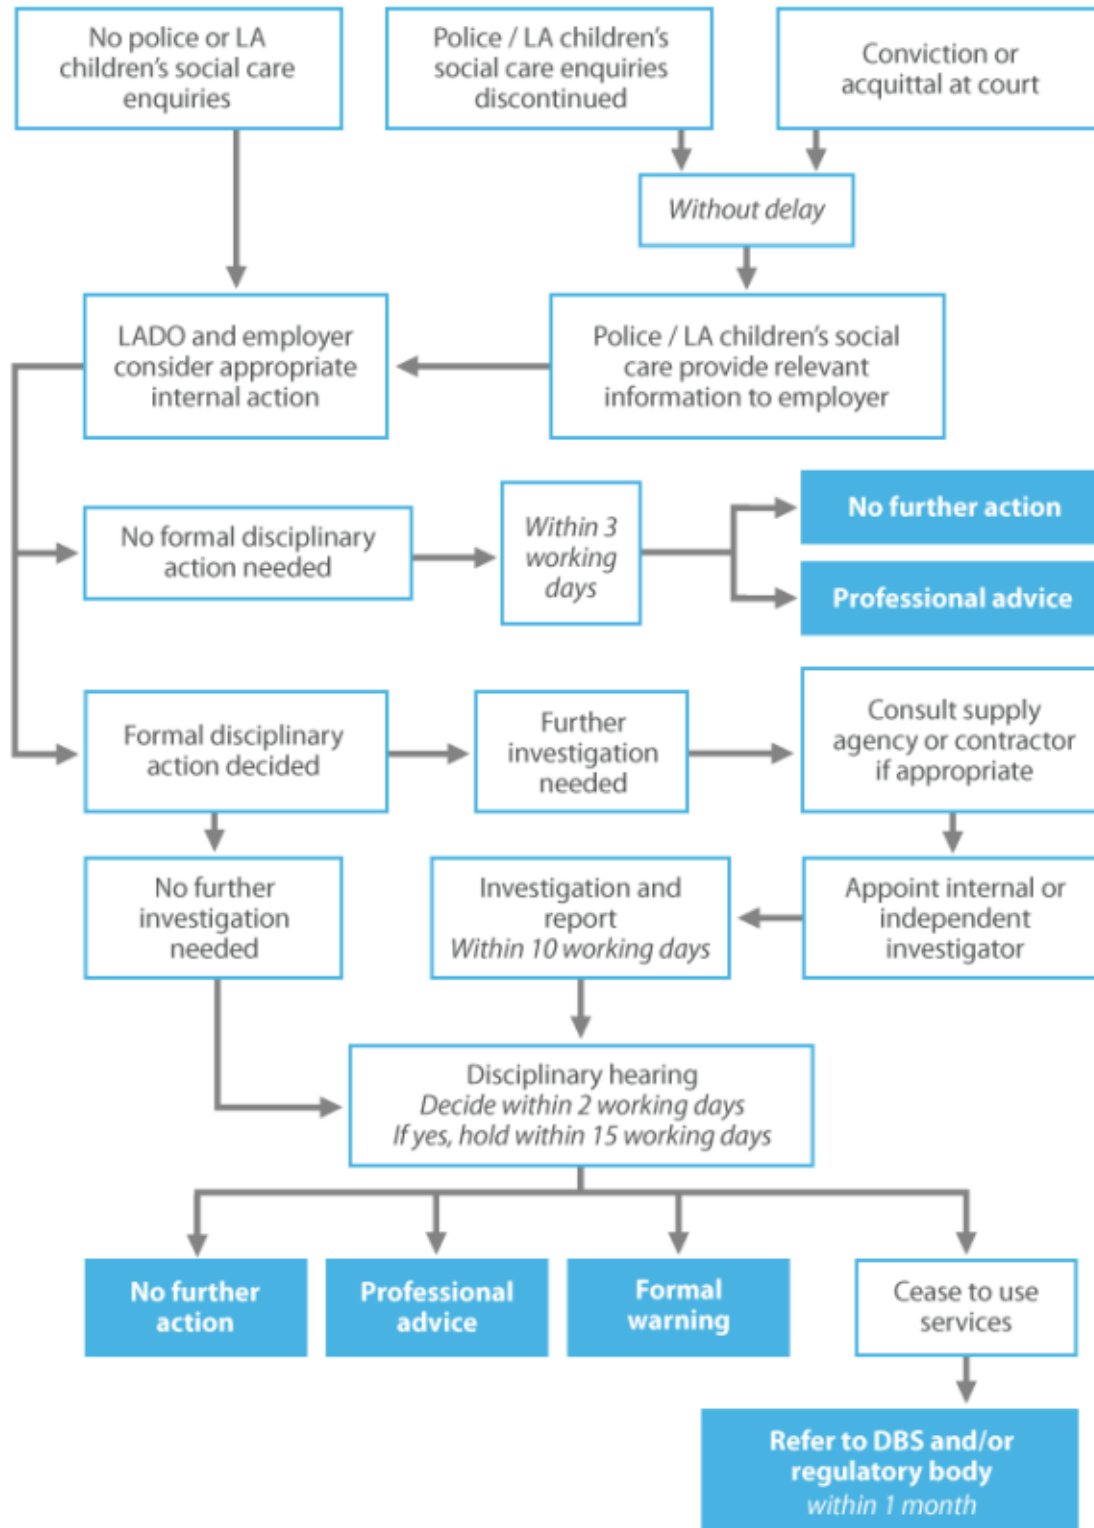 No police or LA
children’s social care
enquiries
Police / LA children’s
social care enquiries
discontinued
Conviction or
acquittal at court
Without delay
LADO and employer
consider appropriate
internal action
Police / LA children’s social
care provide relevant
information to employer
No formal disciplinary
action needed
Within 3
working
days
No further action
Professional advice
Formal disciplinary
action decided
Further
investigation
needed
Consult supply
agency or contractor
if appropriate
No further
investigation
needed
Investigation and
report
Within 10 working days
Appoint internal or
independent
investigator
Disciplinary hearing
Decide within 2 working days
If yes, hold within 15 working days
No further
action
Professional
advice
Formal
warning
Cease to use
services
Refer to DBS and/or
regulatory body
within 1 month